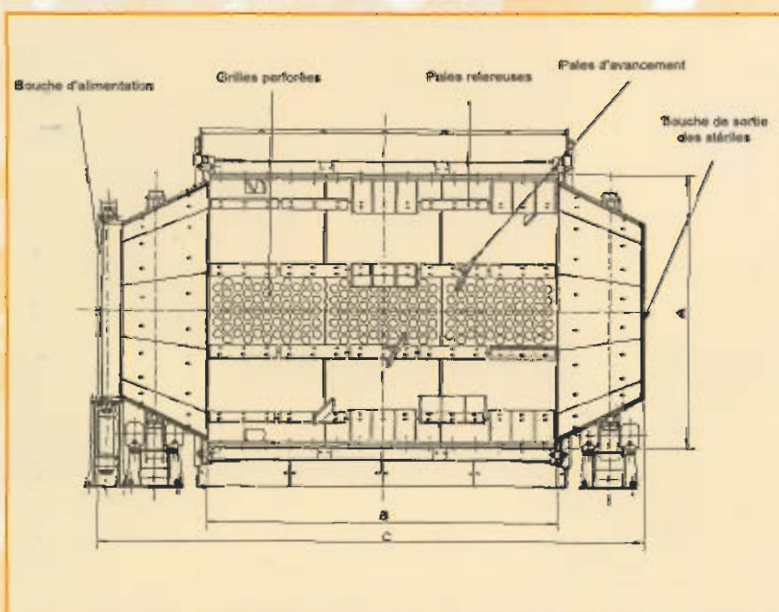 Bouche d'alimentation
Grilles perforées
Pales releveuses
Pales d'avancement
Bouche de sortie
des stériles
A
B
C